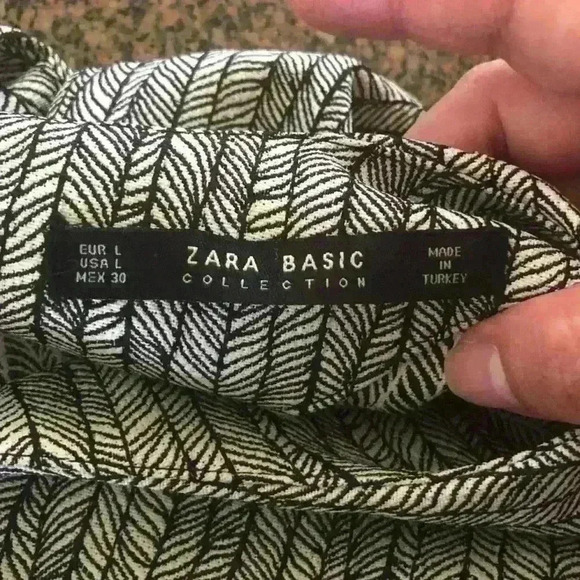 EUR L
USA L
MEX 30
ZARA BASIC
COLLECTION
MADE
IN
TURKEY